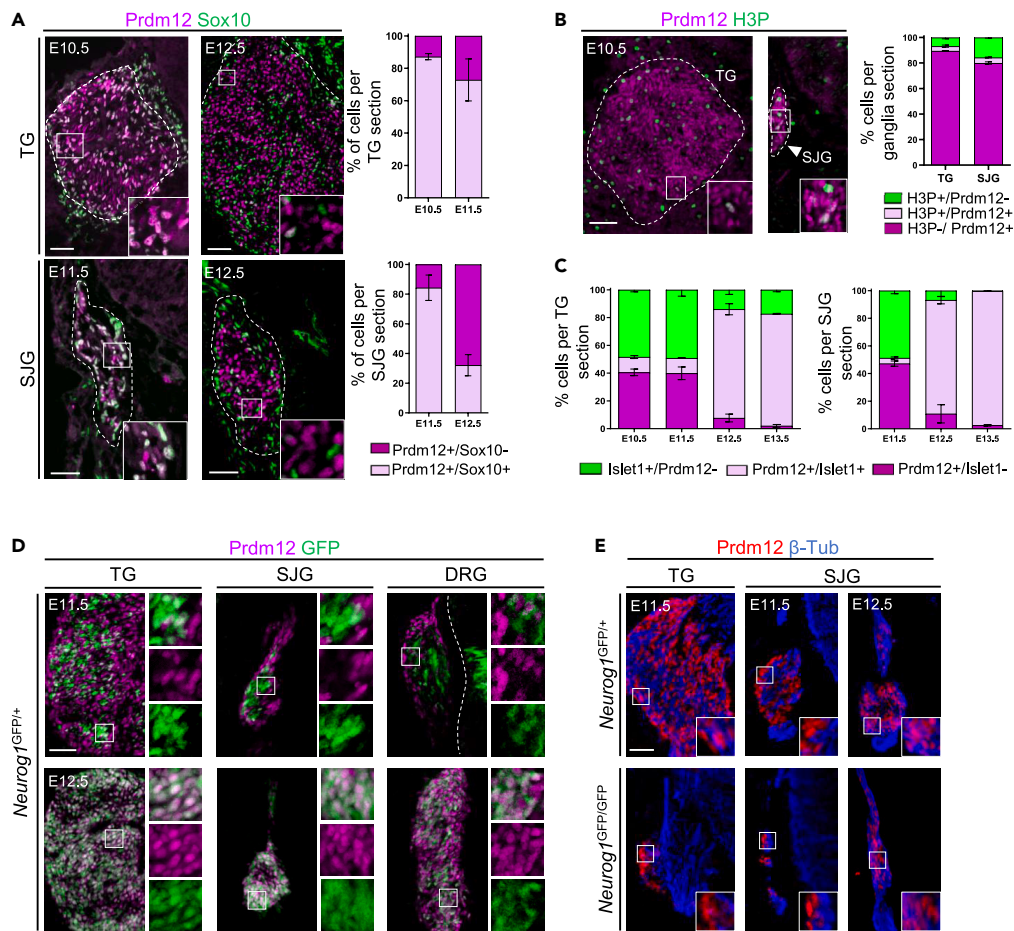 A
Prdm12 Sox10
E10.5
E12.5
TG
% of cells per
TG section
100
80
60
40
20
0
E10.5 E11.5
E11.5
E12.5
SJG
% of cells per
SJG section
100
80
60
40
20
0
E11.5 E12.5
Prdm12+/Sox10-
Prdm12+/Sox10+
B
Prdm12 H3P
E10.5
TG
SJG
% cells per
ganglia section
100
80
60
40
20
0
TG SJG
H3P+/Prdm12-
H3P+/Prdm12+
H3P-/ Prdm12+
C
% cells per TG
section
100
80
60
40
20
0
E10.5 E11.5 E12.5 E13.5
% cells per SJG
section
100
80
60
40
20
0
E11.5 E12.5 E13.5
Islet1+/Prdm12- Prdm12+/Islet1+ Prdm12+/Islet1-
D
Prdm12 GFP
TG SJG DRG
Neurog1GFP/+
E11.5
E12.5
E
Prdm12 β-Tub
TG SJG
Neurog1GFP/+
E11.5 E11.5 E12.5
Neurog1GFP/GFP